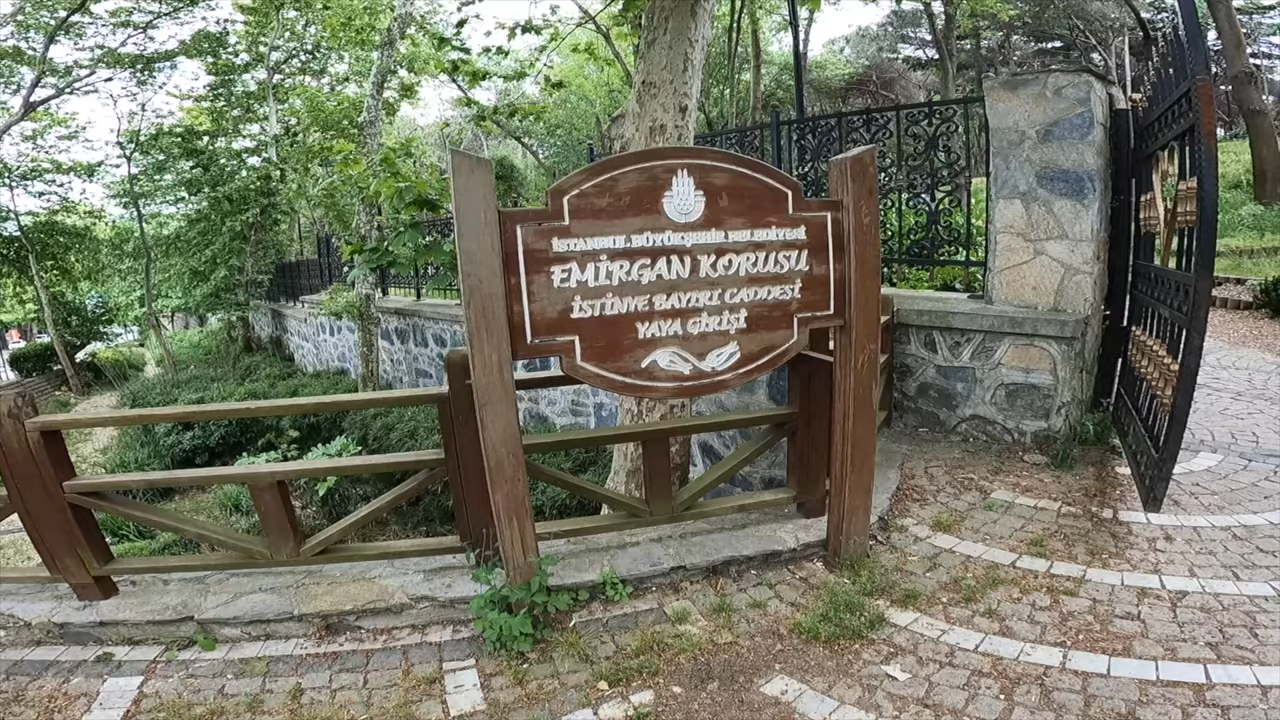 İSTANBUL BÜYÜKŞEHİR BELEDİYESİ
EMİRGAN KORUSU
İSTİNYE BAYIRI CADDESİ
YAYA GİRİŞİ